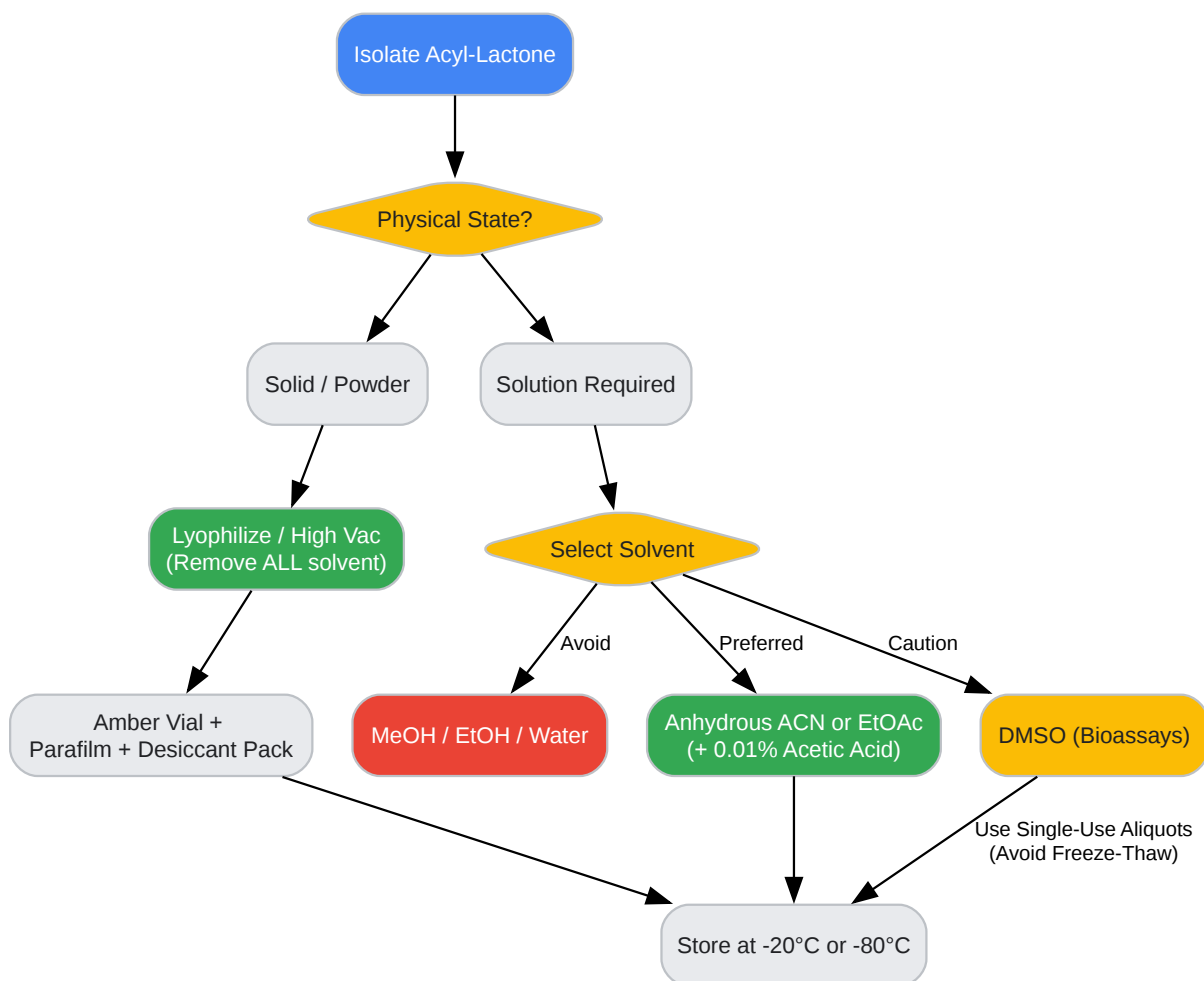 Isolate Acyl-Lactone
Physical State?
Solid / Powder
Solution Required
Lyophilize / High Vac
(Remove ALL solvent)
Select Solvent
Avoid
Preferred
Caution
Amber Vial +
Parafilm + Desiccant Pack
MeOH / EtOH / Water
Anhydrous ACN or EtOAc
(+ 0.01% Acetic Acid)
DMSO (Bioassays)
Use Single-Use Aliquots
(Avoid Freeze-Thaw)
Store at -20°C or -80°C